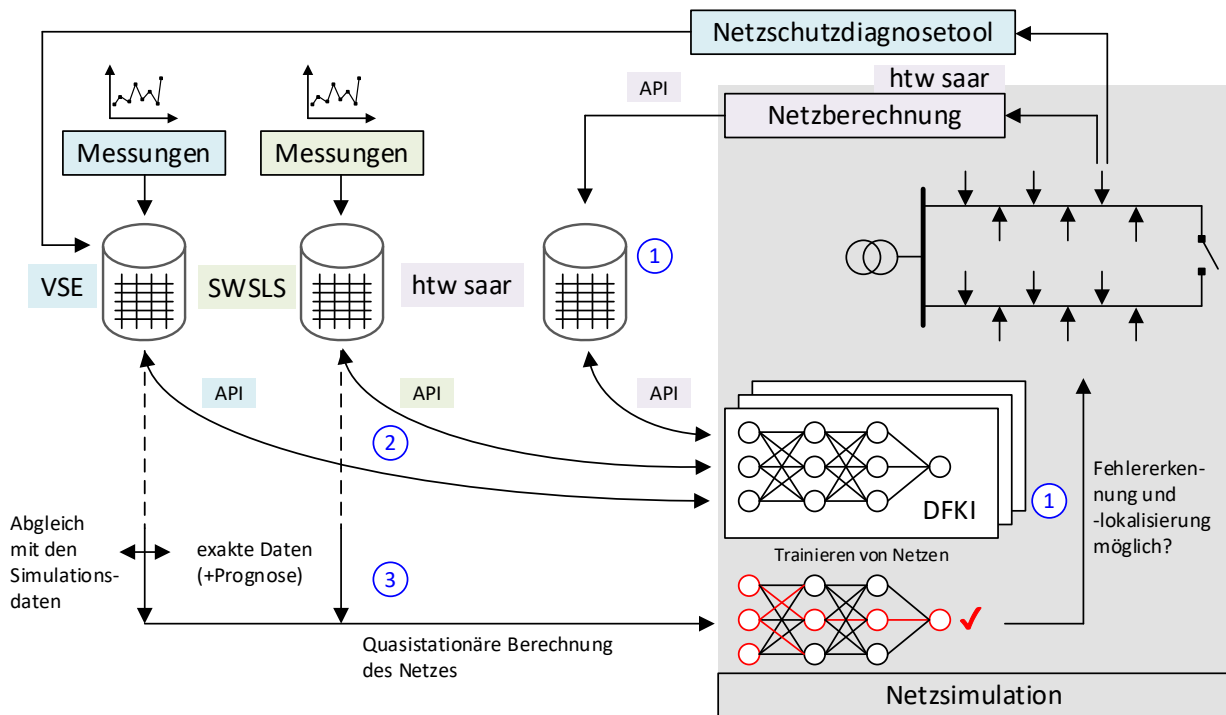 Netzschutzdiagnosetool
htw saar
API
Netzberechnung
Messungen
Messungen
1
VSE
SWSLS
htw saar
API
API
API
2
DFKI
1
Fehlererken-
nung und
-lokalisierung
möglich?
Trainieren von Netzen
Abgleich
mit den
Simulations-
daten
exakte Daten
(+Prognose)
3
Quasistationäre Berechnung
des Netzes
Netzsimulation